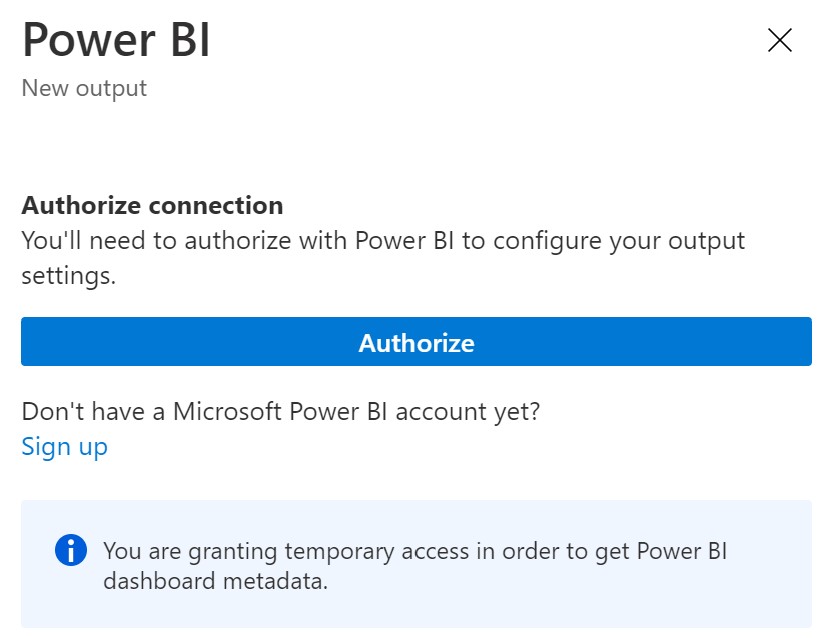 Power BI
New output
Authorize connection
You'll need to authorize with Power BI to configure your output
settings.
Authorize
Don't have a Microsoft Power BI account yet?
Sign up
You are granting temporary access in order to get Power BI
dashboard metadata.